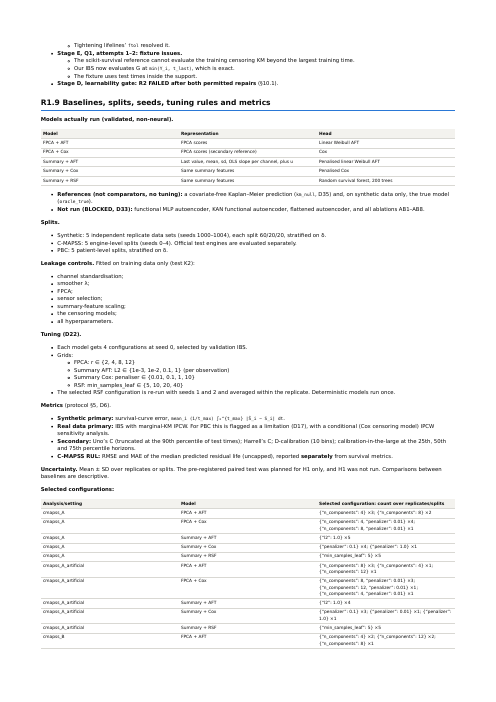 ◦ Tightening lifelines' ftol resolved it.
• Stage E, Q1, attempts 1–2: fixture issues.
◦ The scikit-survival reference cannot evaluate the training censoring KM beyond the largest training time.
◦ Our IBS now evaluates G at min(t_i, t_last), which is exact.
◦ The fixture uses test times inside the support.
• Stage D, learnability gate: R2 FAILED after both permitted repairs (§10.1).
R1.9 Baselines, splits, seeds, tuning rules and metrics
Models actually run (validated, non-neural).
Model Representation Head
FPCA + AFT FPCA scores Linear Weibull AFT
FPCA + Cox FPCA scores (secondary reference) Cox
Summary + AFT Last value, mean, sd, OLS slope per channel, plus u Penalised linear Weibull AFT
Summary + Cox Same summary features Penalised Cox
Summary + RSF Same summary features Random survival forest, 200 trees
• References (not comparators, no tuning): a covariate-free Kaplan–Meier prediction (km_null, D35) and, on synthetic data only, the true model
(oracle_true).
• Not run (BLOCKED, D33): functional MLP autoencoder, KAN functional autoencoder, flattened autoencoder, and all ablations AB1–AB8.
Splits.
• Synthetic: 5 independent replicate data sets (seeds 1000–1004), each split 60/20/20, stratified on δ.
• C-MAPSS: 5 engine-level splits (seeds 0–4). Official test engines are evaluated separately.
• PBC: 5 patient-level splits, stratified on δ.
Leakage controls. Fitted on training data only (test K2):
• channel standardisation;
• smoother λ;
• FPCA;
• sensor selection;
• summary-feature scaling;
• the censoring models;
• all hyperparameters.
Tuning (D22).
• Each model gets 4 configurations at seed 0, selected by validation IBS.
• Grids:
◦ FPCA: r ∈ {2, 4, 8, 12}
◦ Summary AFT: L2 ∈ {1e-3, 1e-2, 0.1, 1} (per observation)
◦ Summary Cox: penaliser ∈ {0.01, 0.1, 1, 10}
◦ RSF: min_samples_leaf ∈ {5, 10, 20, 40}
• The selected RSF configuration is re-run with seeds 1 and 2 and averaged within the replicate. Deterministic models run once.
Metrics (protocol §5, D6).
• Synthetic primary: survival-curve error, mean_i (1/t_max) ∫₀^{t_max} |Ŝ_i − S_i| dt.
• Real data primary: IBS with marginal-KM IPCW. For PBC this is flagged as a limitation (D17), with a conditional (Cox censoring model) IPCW
sensitivity analysis.
• Secondary: Uno's C (truncated at the 90th percentile of test times); Harrell's C; D-calibration (10 bins); calibration-in-the-large at the 25th, 50th
and 75th percentile horizons.
• C-MAPSS RUL: RMSE and MAE of the median predicted residual life (uncapped), reported separately from survival metrics.
Uncertainty. Mean ± SD over replicates or splits. The pre-registered paired test was planned for H1 only, and H1 was not run. Comparisons between
baselines are descriptive.
Selected configurations:
Analysis/setting Model Selected configuration: count over replicates/splits
cmapss_A FPCA + AFT {"n_components": 4} ×3; {"n_components": 8} ×2
cmapss_A FPCA + Cox {"n_components": 4, "penalizer": 0.01} ×4;
{"n_components": 8, "penalizer": 0.01} ×1
cmapss_A Summary + AFT {"l2": 1.0} ×5
cmapss_A Summary + Cox {"penalizer": 0.1} ×4; {"penalizer": 1.0} ×1
cmapss_A Summary + RSF {"min_samples_leaf": 5} ×5
cmapss_A_artificial FPCA + AFT {"n_components": 8} ×3; {"n_components": 4} ×1;
{"n_components": 12} ×1
cmapss_A_artificial FPCA + Cox {"n_components": 8, "penalizer": 0.01} ×3;
{"n_components": 12, "penalizer": 0.01} ×1;
{"n_components": 4, "penalizer": 0.01} ×1
cmapss_A_artificial Summary + AFT {"l2": 1.0} ×4
cmapss_A_artificial Summary + Cox {"penalizer": 0.1} ×3; {"penalizer": 0.01} ×1; {"penalizer":
1.0} ×1
cmapss_A_artificial Summary + RSF {"min_samples_leaf": 5} ×5
cmapss_B FPCA + AFT {"n_components": 4} ×2; {"n_components": 12} ×2;
{"n_components": 8} ×1